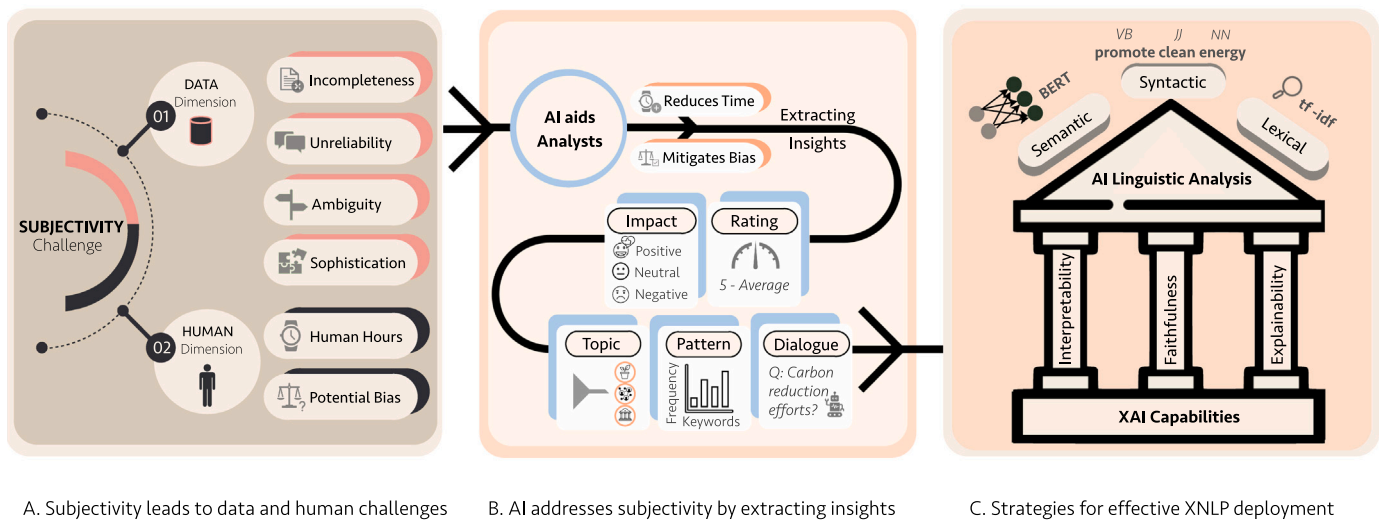 SUBJECTIVITY
Challenge
01
DATA
Dimension
Incompleteness
Unreliability
Ambiguity
Sophistication
02
HUMAN
Dimension
Human Hours
Potential Bias
?
A. Subjectivity leads to data and human challenges
AI aids
Analysts
Reduces Time
Mitigates Bias
Extracting
Insights
Impact
Positive
Neutral
Negative
Rating
5 - Average
Topic
Pattern
Frequency
Keywords
Dialogue
Q: Carbon
reduction
efforts?
B. AI addresses subjectivity by extracting insights
VB JJ NN
promote clean energy
Syntactic
BERT
Semantic
tf-idf
Lexical
AI Linguistic Analysis
Interpretability
Faithfulness
Explainability
XAI Capabilities
C. Strategies for effective XNLP deployment